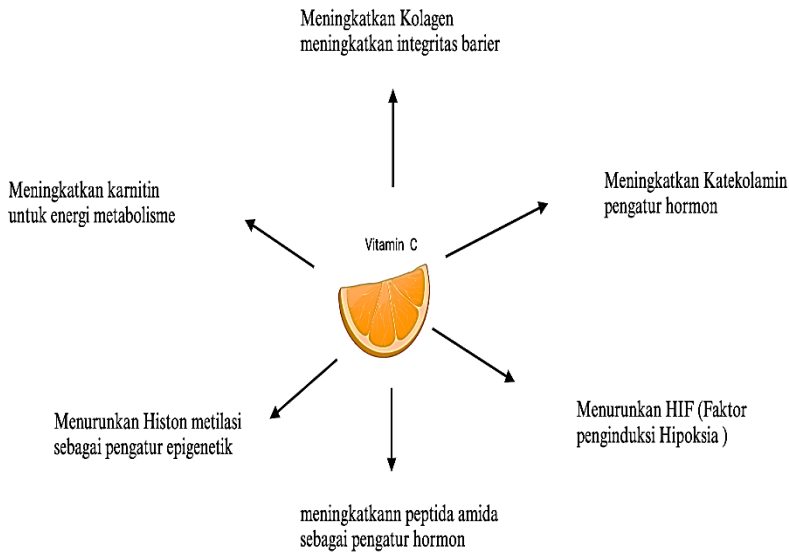 Meningkatkan Kolagen
meningkatkan integritas barier
Meningkatkan karnitin
untuk energi metabolisme
Meningkatkan Katekolamin
pengatur hormon
Vitamin C
Menurunkan Histon metilasi
sebagai pengatur epigenetik
Menurunkan HIF (Faktor
penginduksi Hipoksia )
meningkatkann peptida amida
sebagai pengatur hormon